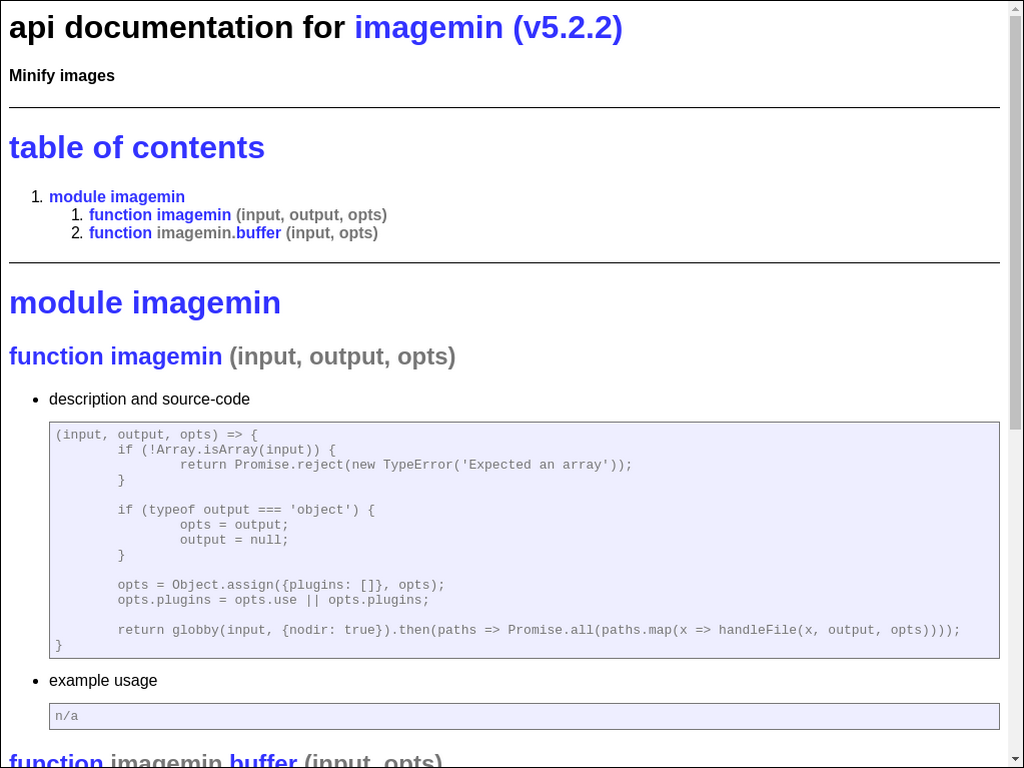 api documentation for imagemin (v5.2.2)
Minify images
table of contents
1. module imagemin
1. function imagemin (input, output, opts)
2. function imagemin.buffer (input, opts)
module imagemin
function imagemin (input, output, opts)
• description and source-code
(input, output, opts) => {
        if (!Array.isArray(input)) {
                return Promise.reject(new TypeError('Expected an array'));
        }
        if (typeof output === 'object') {
                opts = output;
                output = null;
        }
        opts = Object.assign({plugins: []}, opts);
        opts.plugins = opts.use || opts.plugins;
        return globby(input, {nodir: true}).then(paths => Promise.all(paths.map(x => handleFile(x, output, opts))));
}
• example usage
n/a
function imagemin.buffer (input, opts)